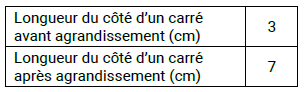 Longueur du côté d'un carré
avant agrandissement (cm)
3
Longueur du côté d'un carré
après agrandissement (cm)
7